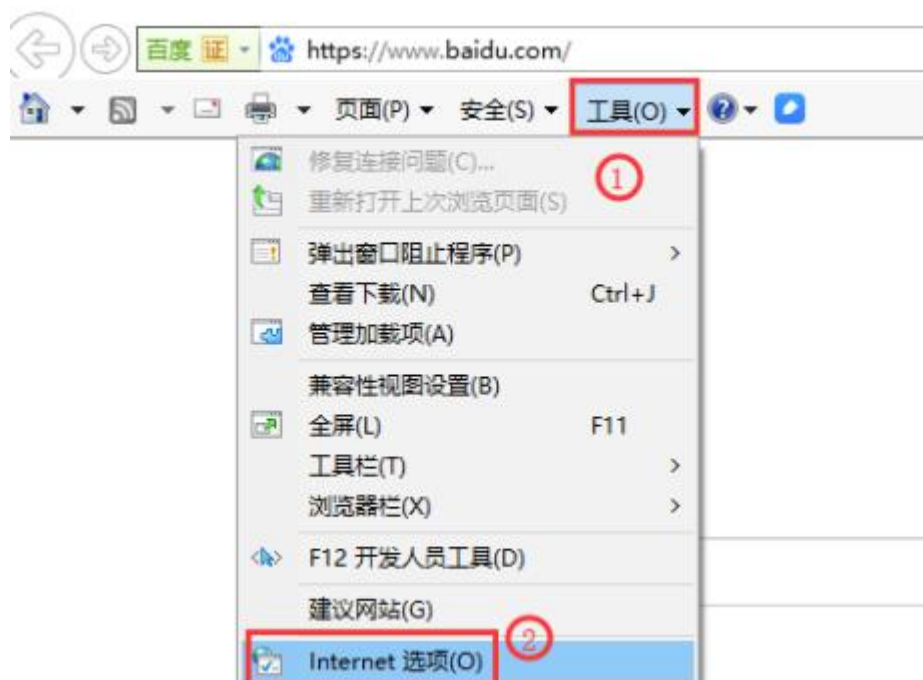 百度 证 https://www.baidu.com/
页面(P) 安全(S) 工具(O)
修复连接问题(C)...
①
重新打开上次浏览页面(S)
弹出窗口阻止程序(P)
查看下载(N) Ctrl+J
管理加载项(A)
兼容性视图设置(B)
全屏(L) F11
工具栏(T)
浏览器栏(X)
F12 开发人员工具(D)
建议网站(G)
②
Internet 选项(O)